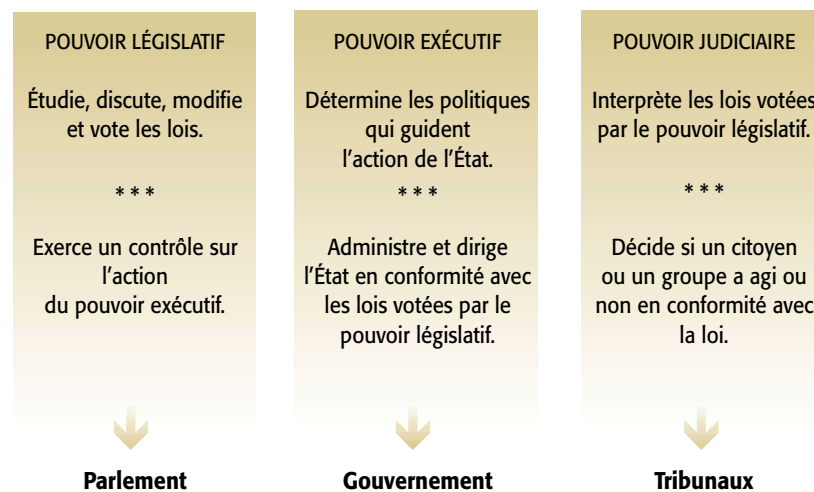 POUVOIR LÉGISLATIF
Étudie, discute, modifie
et vote les lois.
* * *
Exerce un contrôle sur
l'action
du pouvoir exécutif.
Parlement
POUVOIR EXÉCUTIF
Détermine les politiques
qui guident
l'action de l'État.
* * *
Administre et dirige
l'État en conformité avec
les lois votées par le
pouvoir législatif.
Gouvernement
POUVOIR JUDICIAIRE
Interprète les lois votées
par le pouvoir législatif.
* * *
Décide si un citoyen
ou un groupe a agi ou
non en conformité avec
la loi.
Tribunaux